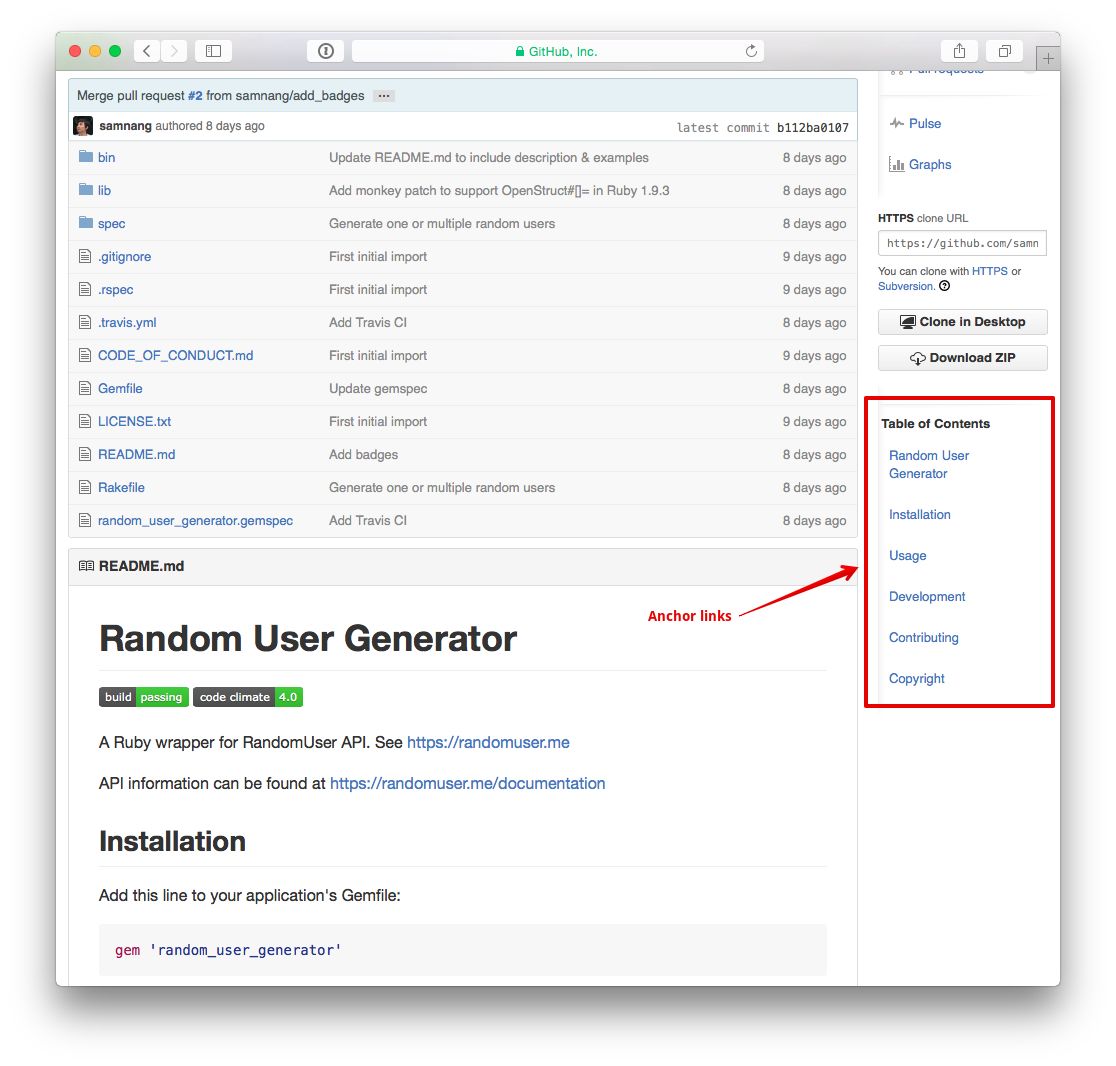 GitHub, Inc.
Pull requests
Merge pull request #2 from samnang/add_badges ...
samnang authored 8 days ago latest commit b112ba0107
bin Update README.md to include description & examples 8 days ago
lib Add monkey patch to support OpenStruct#[]= in Ruby 1.9.3 8 days ago
spec Generate one or multiple random users 8 days ago
.gitignore First initial import 9 days ago
.rspec First initial import 9 days ago
.travis.yml Add Travis CI 8 days ago
CODE_OF_CONDUCT.md First initial import 9 days ago
Gemfile Update gemspec 8 days ago
LICENSE.txt First initial import 9 days ago
README.md Add badges 8 days ago
Rakefile Generate one or multiple random users 8 days ago
random_user_generator.gemspec Add Travis CI 8 days ago
README.md
Random User Generator
build passing code climate 4.0
A Ruby wrapper for RandomUser API. See https://randomuser.me
API information can be found at https://randomuser.me/documentation
Installation
Add this line to your application's Gemfile:
gem 'random_user_generator'
Pulse
Graphs
HTTPS clone URL
https://github.com/samn
You can clone with HTTPS or
Subversion.
Clone in Desktop
Download ZIP
Table of Contents
Random User
Generator
Installation
Usage
Development
Contributing
Copyright
Anchor links